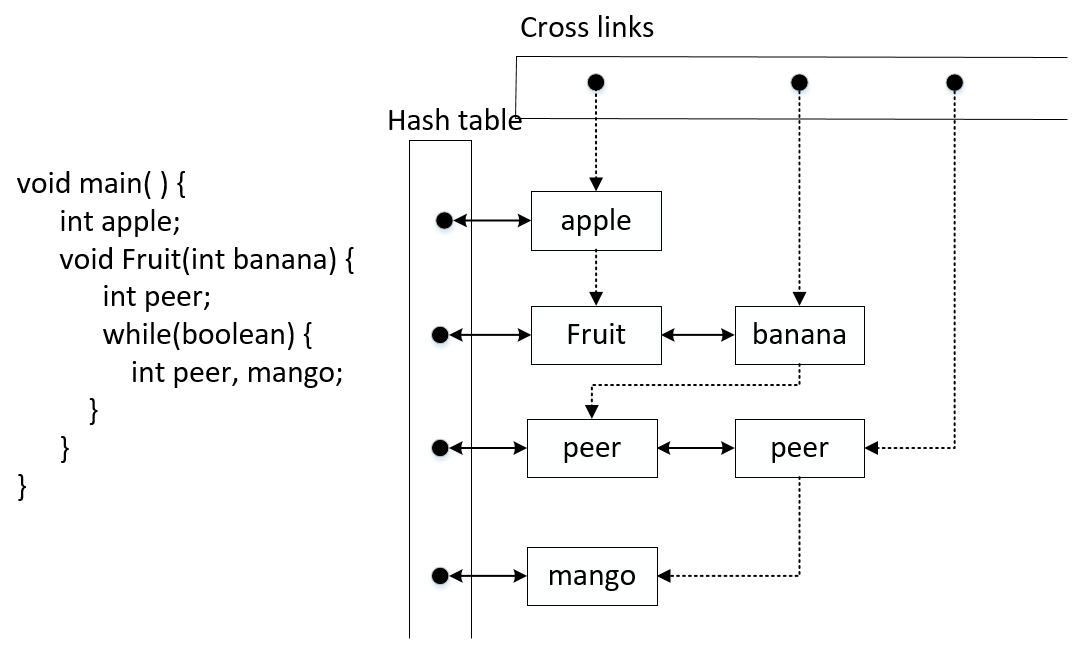 Cross links
Hash table
void main( ) {
int apple;
void Fruit(int banana) {
int peer;
while(boolean) {
int peer, mango;
}
}
}
apple
Fruit
banana
peer
peer
mango